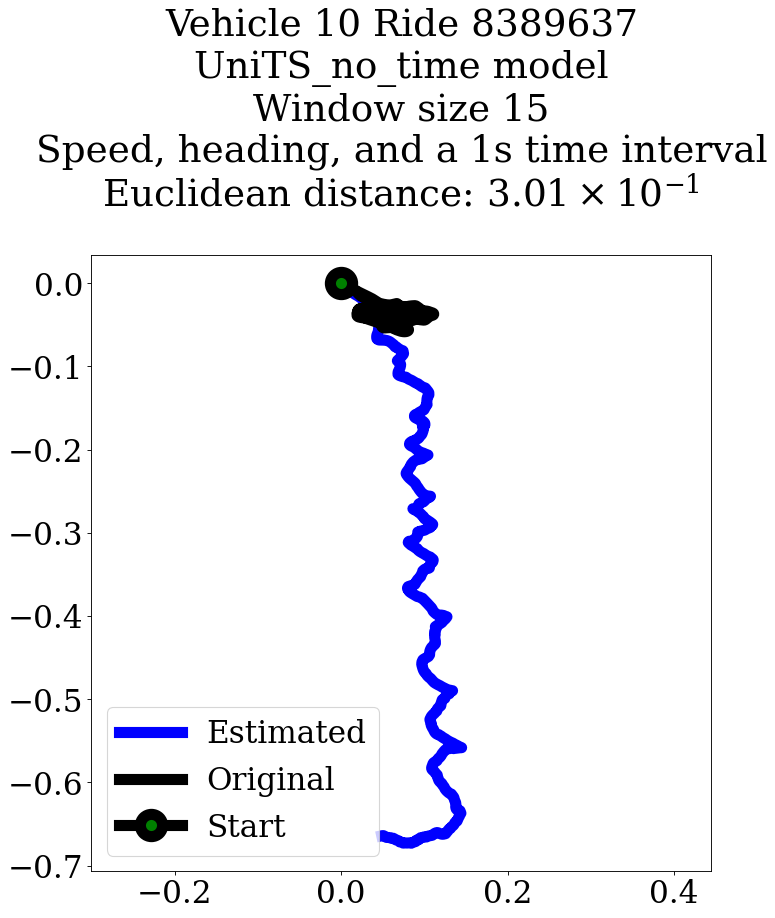 Vehicle 10 Ride 8389637
UniTS_no_time model
Window size 15
Speed, heading, and a 1s time interval
Euclidean distance: 3.01 × 10⁻¹
0.0
−0.1
−0.2
−0.3
−0.4
−0.5
−0.6
−0.7
Estimated
Original
Start
−0.2 0.0 0.2 0.4